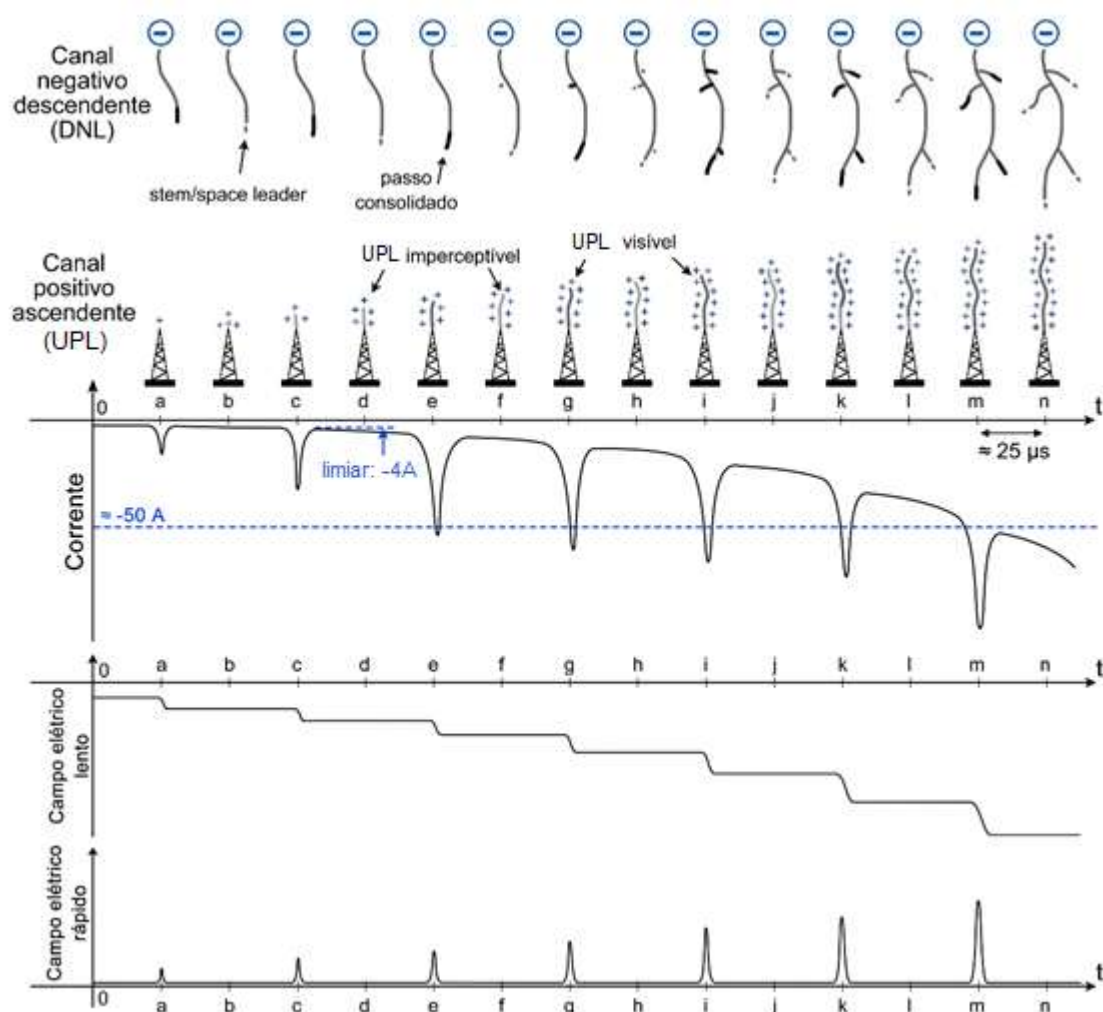 Canal
negativo
descendente
(DNL)
stem/space leader
passo
consolidado
Canal
positivo
ascendente
(UPL)
UPL imperceptível
UPL visível
a b c d e f g h i j k l m n
0
t
limiar: -4A
≈ 25 µs
≈ -50 A
Corrente
0
a b c d e f g h i j k l m n
t
Campo elétrico
lento
Campo elétrico
rápido
t
0
a b c d e f g h i j k l m n